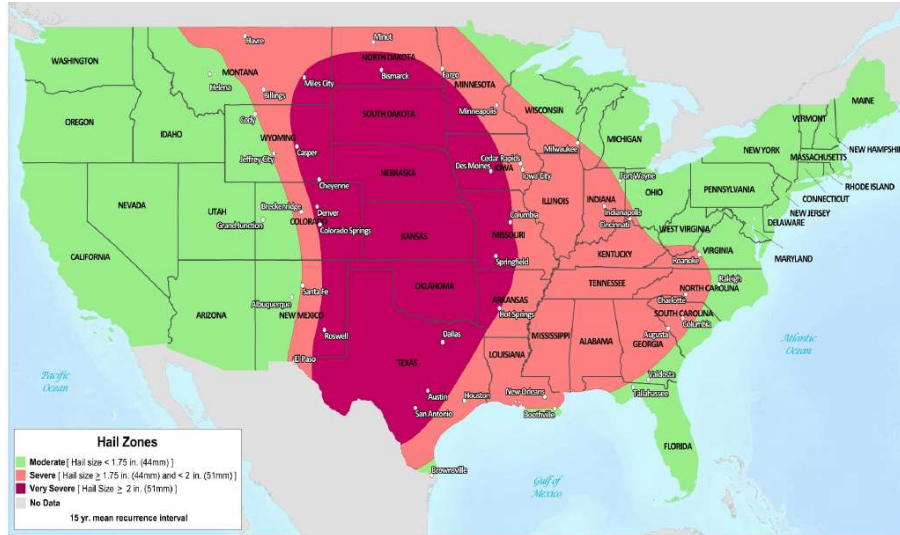 WASHINGTON
MONTANA
Havre
Helena
Billings
Miles City
Minot
NORTH DAKOTA
Bismarck
Fargo
MINNESOTA
Minneapolis
WISCONSIN
Milwaukee
MICHIGAN
MAINE
VERMONT
NEW HAMPSHIRE
NEW YORK
MASSACHUSETTS
RHODE ISLAND
CONNECTICUT
NEW JERSEY
DELAWARE
MARYLAND
OREGON
IDAHO
Cody
WYOMING
Casper
Jeffrey City
Cheyenne
SOUTH DAKOTA
NEBRASKA
Cedar Rapids
Des Moines
IOWA
Iowa City
ILLINOIS
INDIANA
Fort Wayne
Indianapolis
Cincinnati
OHIO
PENNSYLVANIA
WEST VIRGINIA
VIRGINIA
Roanoke
NEVADA
UTAH
Grand Junction
Breckenridge
COLORADO
Denver
Colorado Springs
KANSAS
Columbia
MISSOURI
Springfield
KENTUCKY
TENNESSEE
NORTH CAROLINA
Raleigh
Charlotte
SOUTH CAROLINA
Columbia
CALIFORNIA
ARIZONA
Albuquerque
Santa Fe
NEW MEXICO
Roswell
El Paso
OKLAHOMA
ARKANSAS
Hot Springs
Dallas
TEXAS
Austin
San Antonio
Houston
LOUISIANA
New Orleans
Boothville
MISSISSIPPI
ALABAMA
GEORGIA
Augusta
Valdosta
Tallahassee
FLORIDA
Brownsville
Pacific
Ocean
Atlantic
Ocean
Gulf of
Mexico
Hail Zones
Moderate [ Hail size < 1.75 in. (44mm) ]
Severe [ Hail size ≥ 1.75 in. (44mm) and < 2 in. (51mm) ]
Very Severe [ Hail Size ≥ 2 in. (51mm) ]
No Data
15 yr. mean recurrence interval